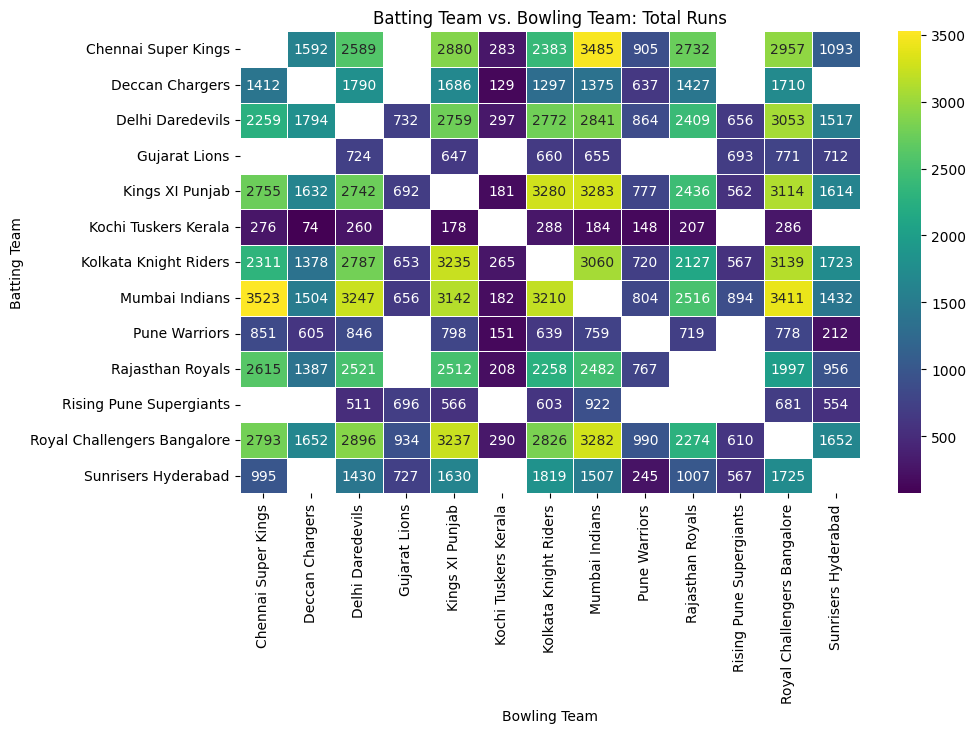 Batting Team vs. Bowling Team: Total Runs
Chennai Super Kings 1592 2589 2880 283 2383 3485 905 2732 2957 1093
Deccan Chargers 1412 1790 1686 129 1297 1375 637 1427 1710
Delhi Daredevils 2259 1794 732 2759 297 2772 2841 864 2409 656 3053 1517
Gujarat Lions 724 647 660 655 693 771 712
Kings XI Punjab 2755 1632 2742 692 181 3280 3283 777 2436 562 3114 1614
Kochi Tuskers Kerala 276 74 260 178 288 184 148 207 286
Kolkata Knight Riders 2311 1378 2787 653 3235 265 3060 720 2127 567 3139 1723
Mumbai Indians 3523 1504 3247 656 3142 182 3210 804 2516 894 3411 1432
Pune Warriors 851 605 846 798 151 639 759 719 778 212
Rajasthan Royals 2615 1387 2521 2512 208 2258 2482 767 1997 956
Rising Pune Supergiants 511 696 566 603 922 681 554
Royal Challengers Bangalore 2793 1652 2896 934 3237 290 2826 3282 990 2274 610 1652
Sunrisers Hyderabad 995 1430 727 1630 1819 1507 245 1007 567 1725
Batting Team
Chennai Super Kings
Deccan Chargers
Delhi Daredevils
Gujarat Lions
Kings XI Punjab
Kochi Tuskers Kerala
Kolkata Knight Riders
Mumbai Indians
Pune Warriors
Rajasthan Royals
Rising Pune Supergiants
Royal Challengers Bangalore
Sunrisers Hyderabad
Bowling Team
3500
3000
2500
2000
1500
1000
500